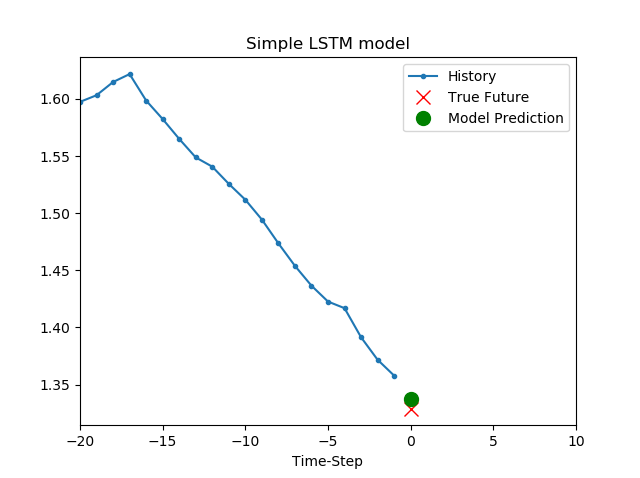 Simple LSTM model
History
True Future
Model Prediction
1.60
1.55
1.50
1.45
1.40
1.35
−20 −15 −10 −5 0 5 10
Time-Step